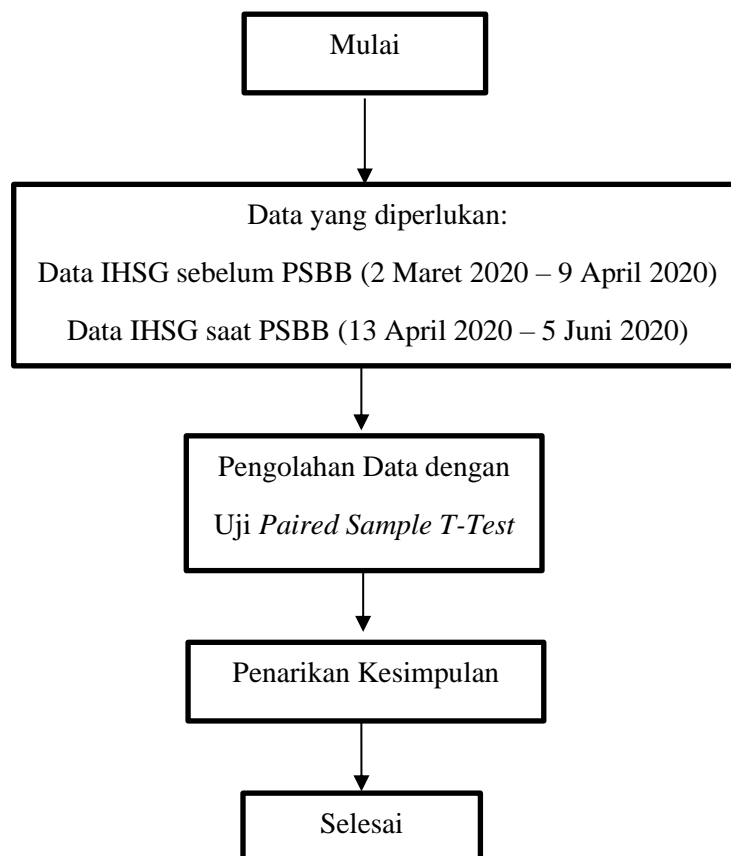 Mulai
Data yang diperlukan:
Data IHSG sebelum PSBB (2 Maret 2020 – 9 April 2020)
Data IHSG saat PSBB (13 April 2020 – 5 Juni 2020)
Pengolahan Data dengan
Uji Paired Sample T-Test
Penarikan Kesimpulan
Selesai